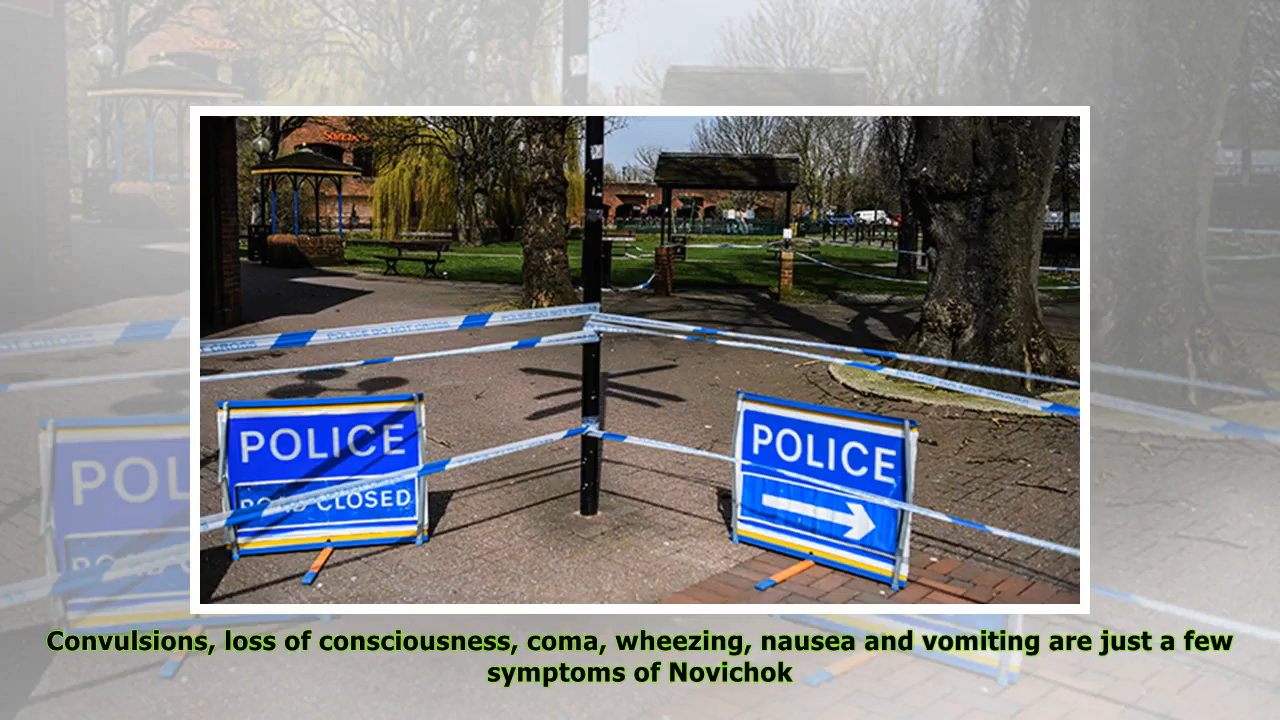 POLICE DO NOT CROSS
POLICE
ROAD CLOSED
POLICE
Convulsions, loss of consciousness, coma, wheezing, nausea and vomiting are just a few
symptoms of Novichok